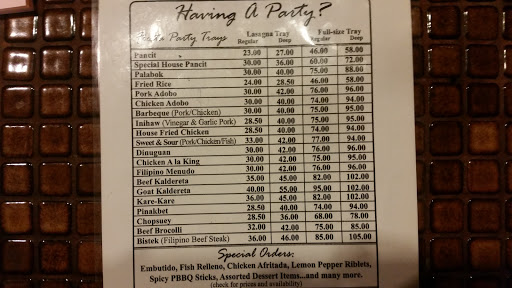 Having A Party?
Party Trays Lasagna Tray Full-size Tray
Regular Deep Regular Deep
Pancit 23.00 27.00 46.00 58.00
Special House Pancit 30.00 36.00 60.00 72.00
Palabok 30.00 40.00 75.00 88.00
Fried Rice 24.00 28.50 46.00 58.00
Pork Adobo 30.00 42.00 76.00 96.00
Chicken Adobo 30.00 40.00 74.00 94.00
Barbeque (Pork/Chicken) 30.00 40.00 75.00 95.00
Inihaw (Vinegar & Garlic Pork) 28.50 40.00 75.00 95.00
House Fried Chicken 28.50 40.00 74.00 94.00
Sweet & Sour (Pork/Chicken/Fish) 33.00 42.00 77.00 94.00
Dinuguan 30.00 42.00 76.00 96.00
Chicken A la King 30.00 40.00 75.00 95.00
Filipino Menudo 30.00 42.00 76.00 96.00
Beef Kaldereta 35.00 45.00 82.00 102.00
Goat Kaldereta 40.00 55.00 95.00 102.00
Kare-Kare 36.00 45.00 82.00 102.00
Pinakbet 28.50 40.00 74.00 94.00
Chopsuey 28.50 36.00 68.00 78.00
Beef Brocolli 32.00 42.00 75.00 85.00
Bistek (Filipino Beef Steak) 36.00 46.00 85.00 105.00
Special Orders:
Embutido, Fish Relleno, Chicken Afritada, Lemon Pepper Riblets,
Spicy PBBQ Sticks, Assorted Dessert Items...and many more.
(check for prices and availability)